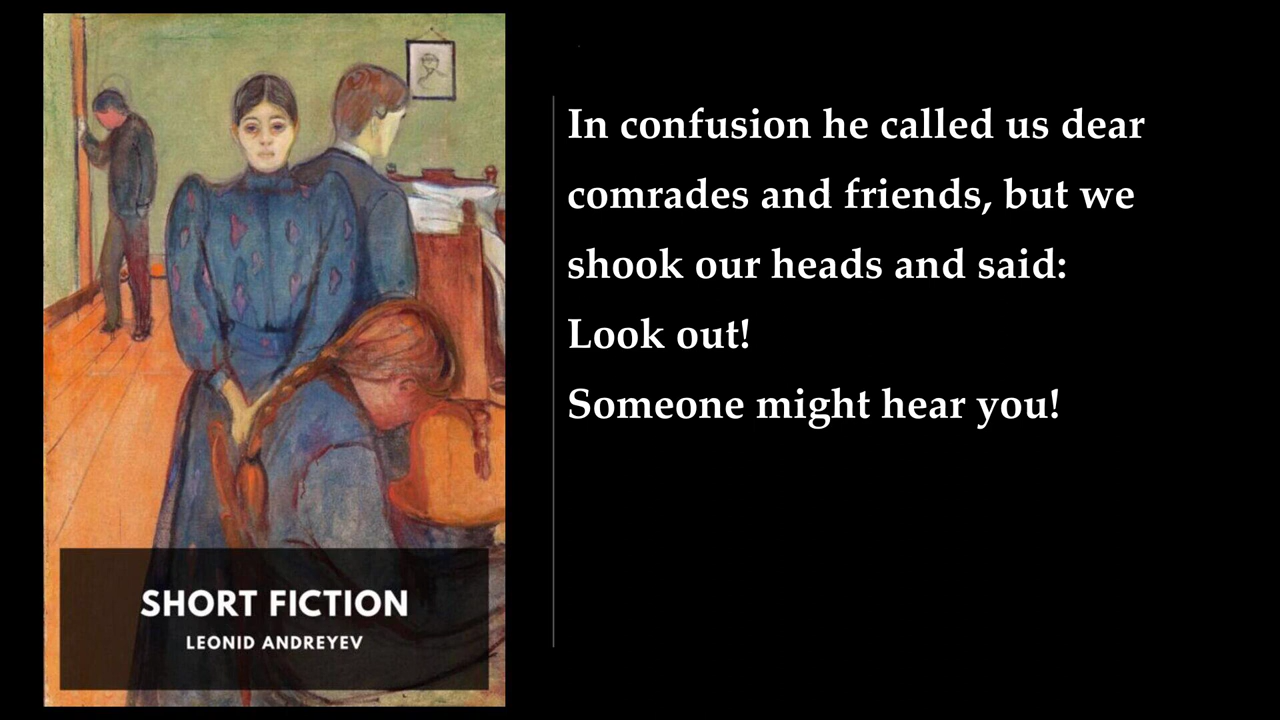 In confusion he called us dear
comrades and friends, but we
shook our heads and said:
Look out!
Someone might hear you!
SHORT FICTION
LEONID ANDREYEV